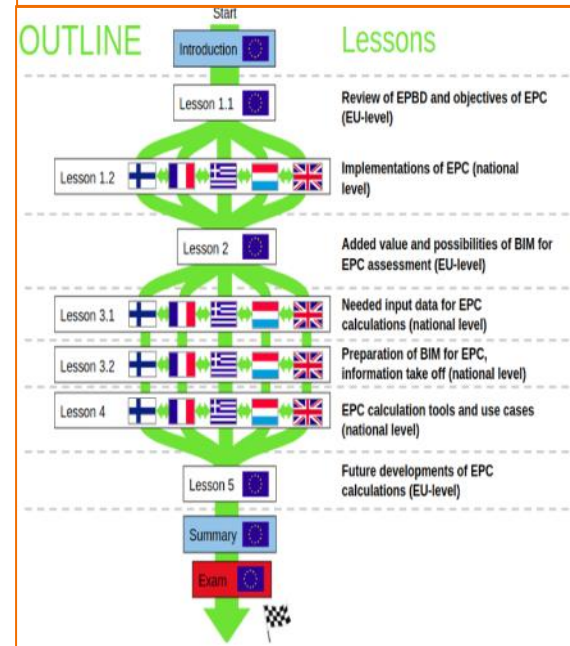 Start
OUTLINE
Lessons
Introduction
Lesson 1.1
Review of EPBD and objectives of EPC
(EU-level)
Lesson 1.2
Implementations of EPC (national
level)
Lesson 2
Added value and possibilities of BIM for
EPC assessment (EU-level)
Lesson 3.1
Needed input data for EPC
calculations (national level)
Lesson 3.2
Preparation of BIM for EPC,
information take off (national level)
Lesson 4
EPC calculation tools and use cases
(national level)
Lesson 5
Future developments of EPC
calculations (EU-level)
Summary
Exam